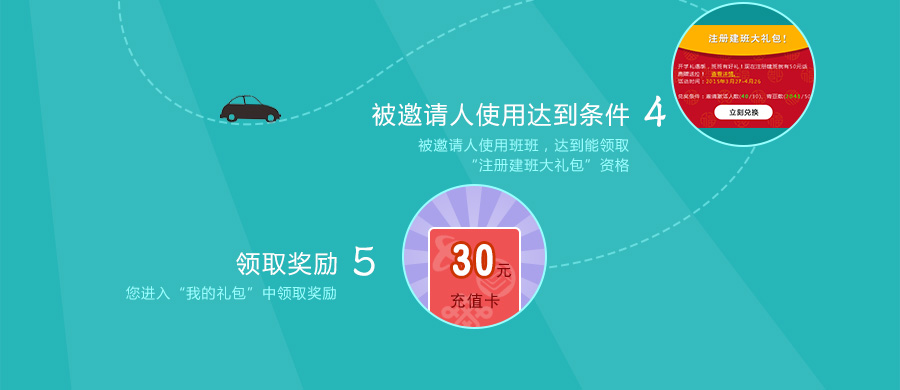 注册建班大礼包！
立刻兑换
被邀请人使用达到条件 4
被邀请人使用班班，达到能领取
“注册建班大礼包”资格
领取奖励 5
您进入“我的礼包”中领取奖励
30元
充值卡